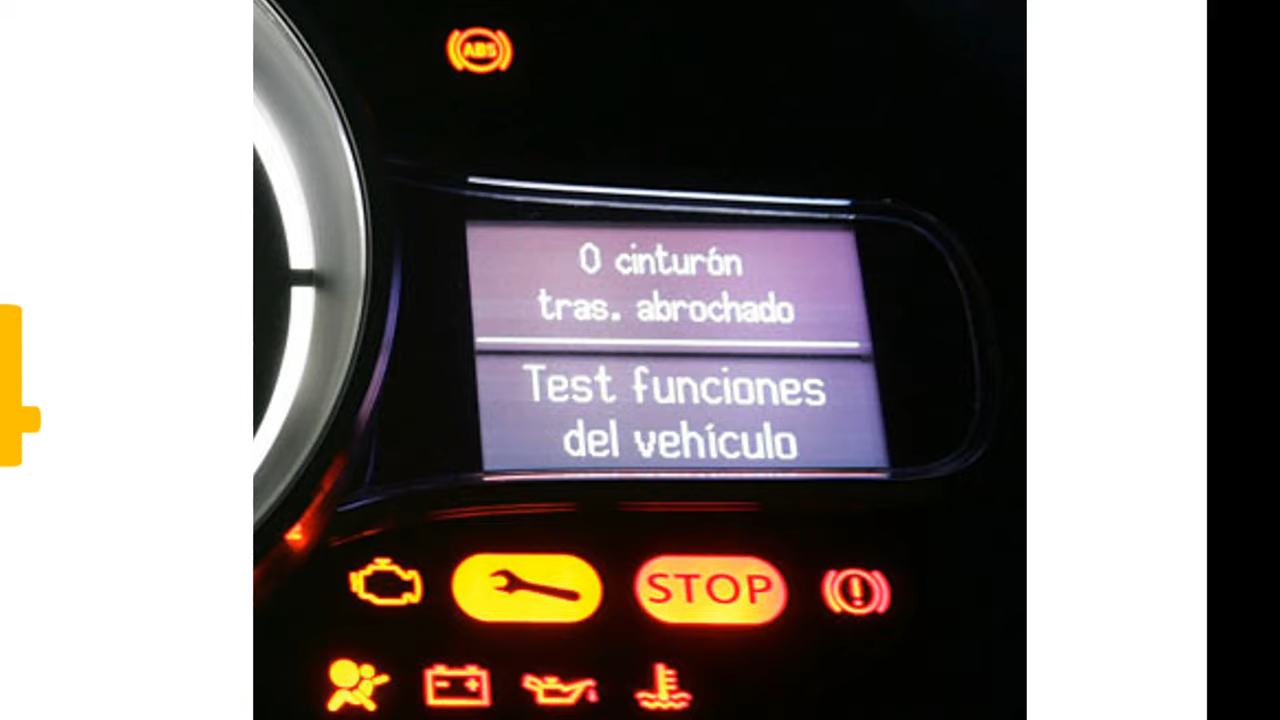 ABS
0 cinturón
tras. abrochado
Test funciones
del vehículo
STOP